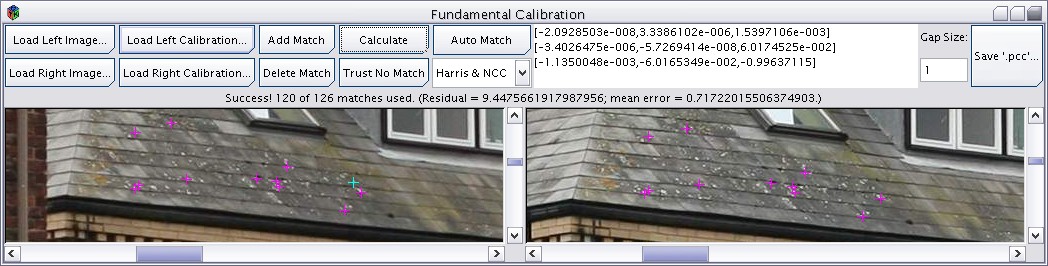 Fundamental Calibration
Load Left Image... Load Left Calibration... Add Match Calculate Auto Match
Load Right Image... Load Right Calibration... Delete Match Trust No Match Harris & NCC
[-2.0928503e-008,3.3386102e-006,1.5397106e-003]
[-3.4026475e-006,-5.7269414e-008,6.0174525e-002]
[-1.1350048e-003,-6.0165349e-002,-0.99637115]
Gap Size:
1
Save '.pcc'...
Success! 120 of 126 matches used. (Residual = 9.4475661917987956; mean error = 0.71722015506374903.)